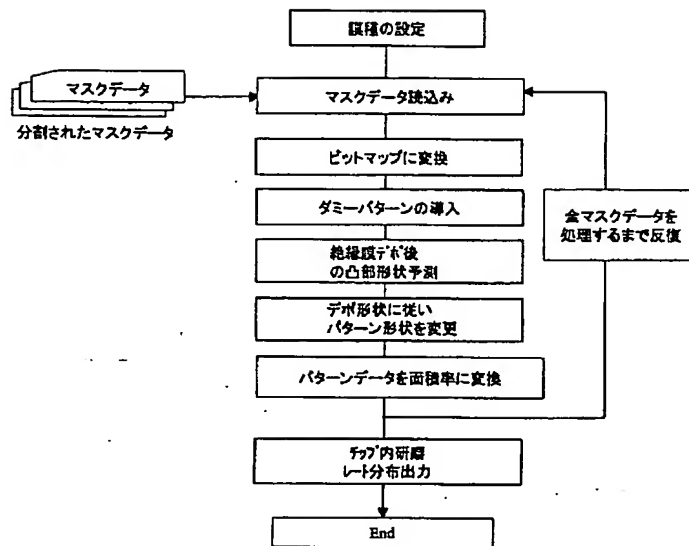 膜種の設定
マスクデータ
マスクデータ読込み
分割されたマスクデータ
ビットマップに変換
ダミーパターンの導入
全マスクデータを
処理するまで反復
絶縁膜デポ後
の凸部形状予測
デポ形状に従い
パターン形状を変更
パターンデータを面積率に変換
チップ内研磨
レート分布出力
End